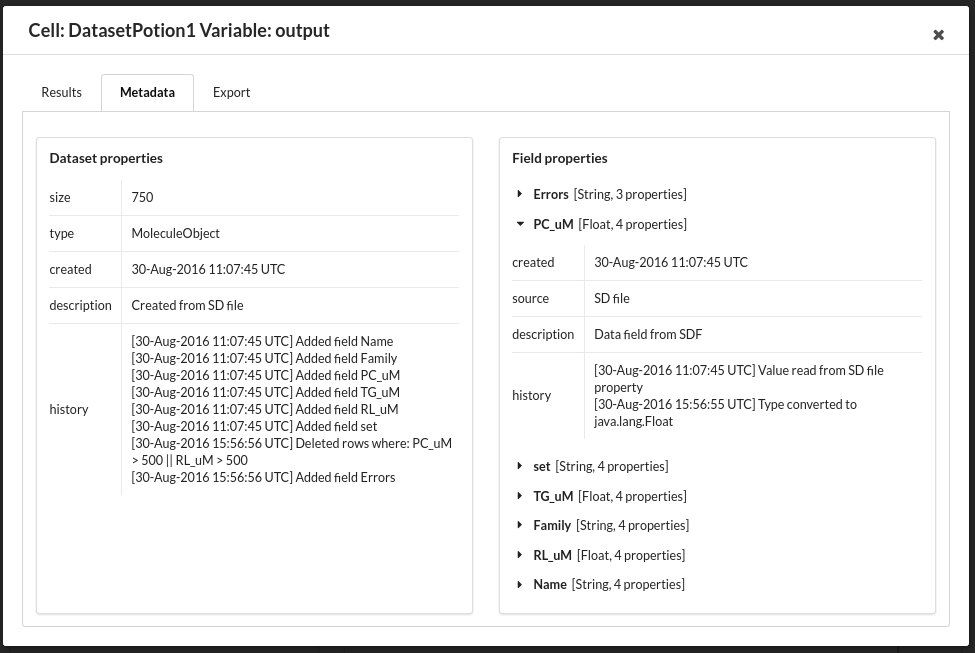 Cell: DatasetPotion1 Variable: output
✖
Results Metadata Export
Dataset properties
size 750
type MoleculeObject
created 30-Aug-2016 11:07:45 UTC
description Created from SD file
history
[30-Aug-2016 11:07:45 UTC] Added field Name
[30-Aug-2016 11:07:45 UTC] Added field Family
[30-Aug-2016 11:07:45 UTC] Added field PC_uM
[30-Aug-2016 11:07:45 UTC] Added field TG_uM
[30-Aug-2016 11:07:45 UTC] Added field RL_uM
[30-Aug-2016 11:07:45 UTC] Added field set
[30-Aug-2016 15:56:56 UTC] Deleted rows where: PC_uM
> 500 || RL_uM > 500
[30-Aug-2016 15:56:56 UTC] Added field Errors
Field properties
Errors [String, 3 properties]
PC_uM [Float, 4 properties]
created 30-Aug-2016 11:07:45 UTC
source SD file
description Data field from SDF
history
[30-Aug-2016 11:07:45 UTC] Value read from SD file
property
[30-Aug-2016 15:56:55 UTC] Type converted to
java.lang.Float
set [String, 4 properties]
TG_uM [Float, 4 properties]
Family [String, 4 properties]
RL_uM [Float, 4 properties]
Name [String, 4 properties]